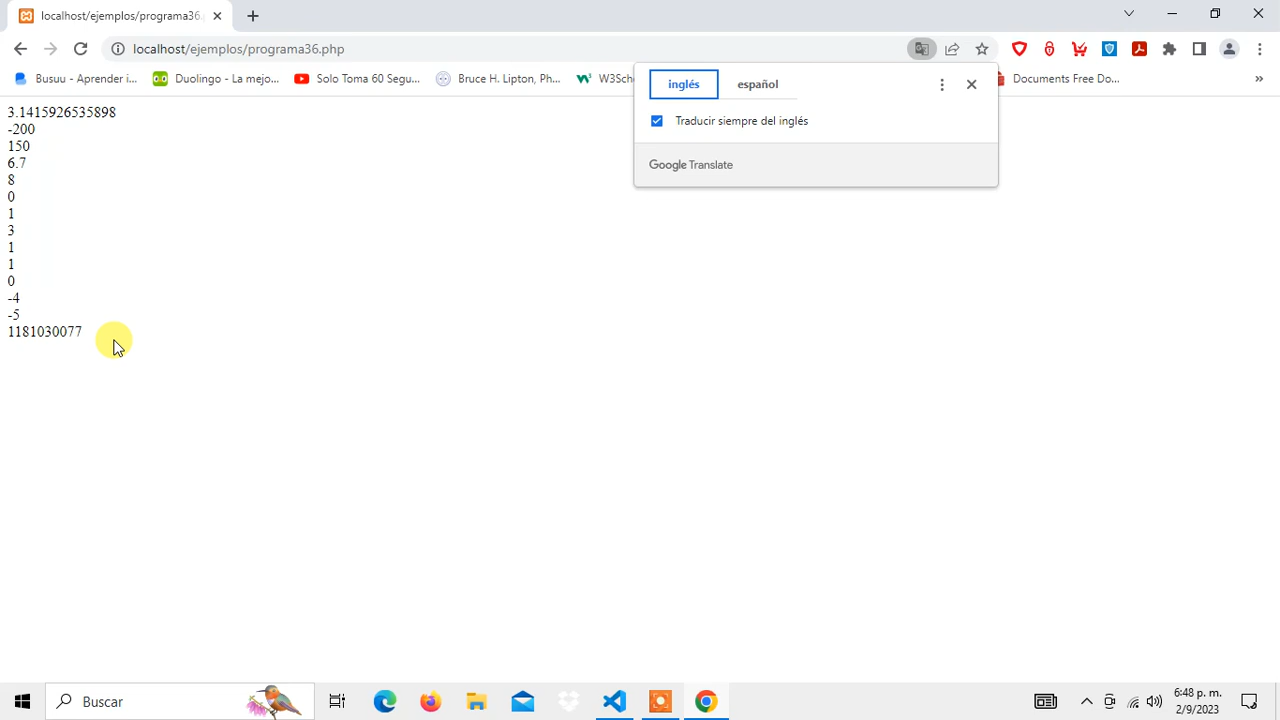 localhost/ejemplos/programa36.
localhost/ejemplos/programa36.php
Busuu - Aprender i...
Duolingo - La mejo...
Solo Toma 60 Segu...
Bruce H. Lipton, Ph...
W3Sch
Documents Free Do...
»
inglés
español
Traducir siempre del inglés
Google Translate
3.1415926535898
-200
150
6.7
8
0
1
3
1
1
0
-4
-5
1181030077
Buscar
6:48 p. m.
2/9/2023